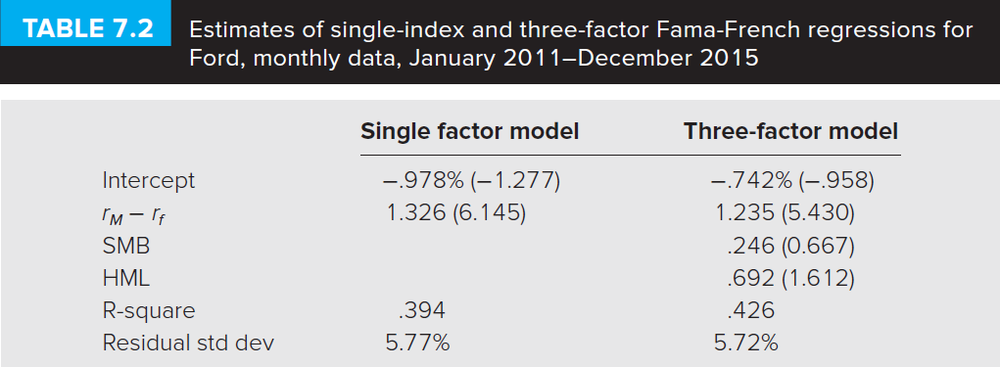 TABLE 7.2 Estimates of single-index and three-factor Fama-French regressions for
Ford, monthly data, January 2011–December 2015
Single factor model Three-factor model
Intercept –.978% (–1.277) –.742% (–.958)
rM – rf 1.326 (6.145) 1.235 (5.430)
SMB .246 (0.667)
HML .692 (1.612)
R-square .394 .426
Residual std dev 5.77% 5.72%